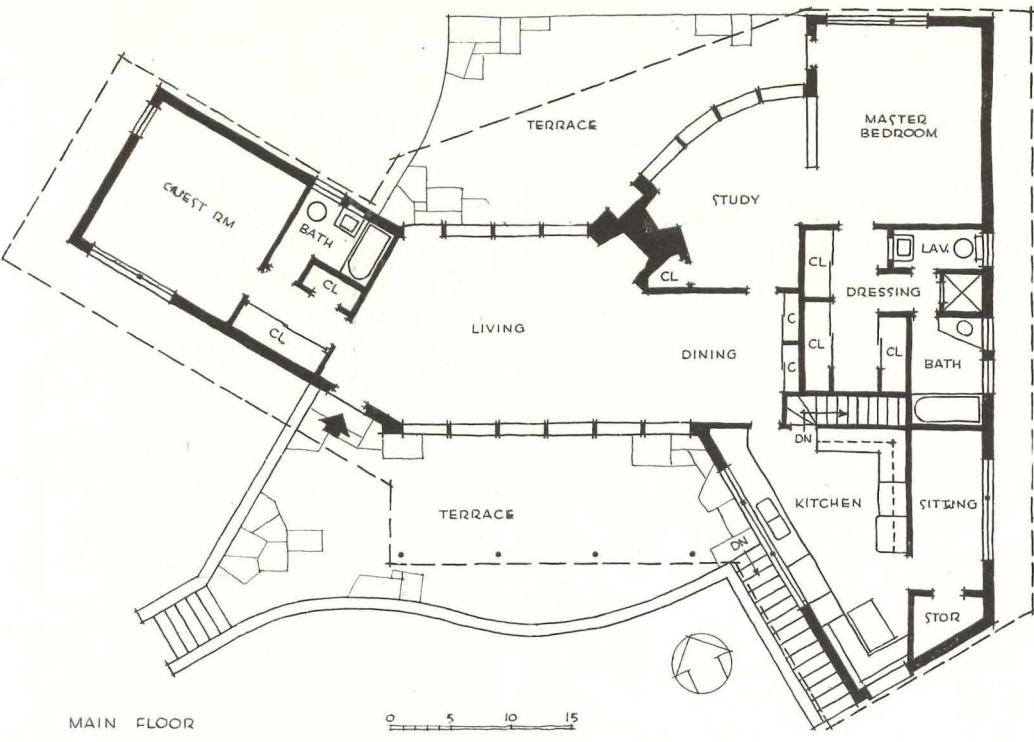 TERRACE
MASTER
BEDROOM
GUEST RM
BATH
STUDY
CL
CL
CL
LAV.
CL
DRESSING
LIVING
DINING
C
C
CL
CL
BATH
DN
KITCHEN
SITTING
TERRACE
DN
STOR
MAIN FLOOR
0 5 10 15